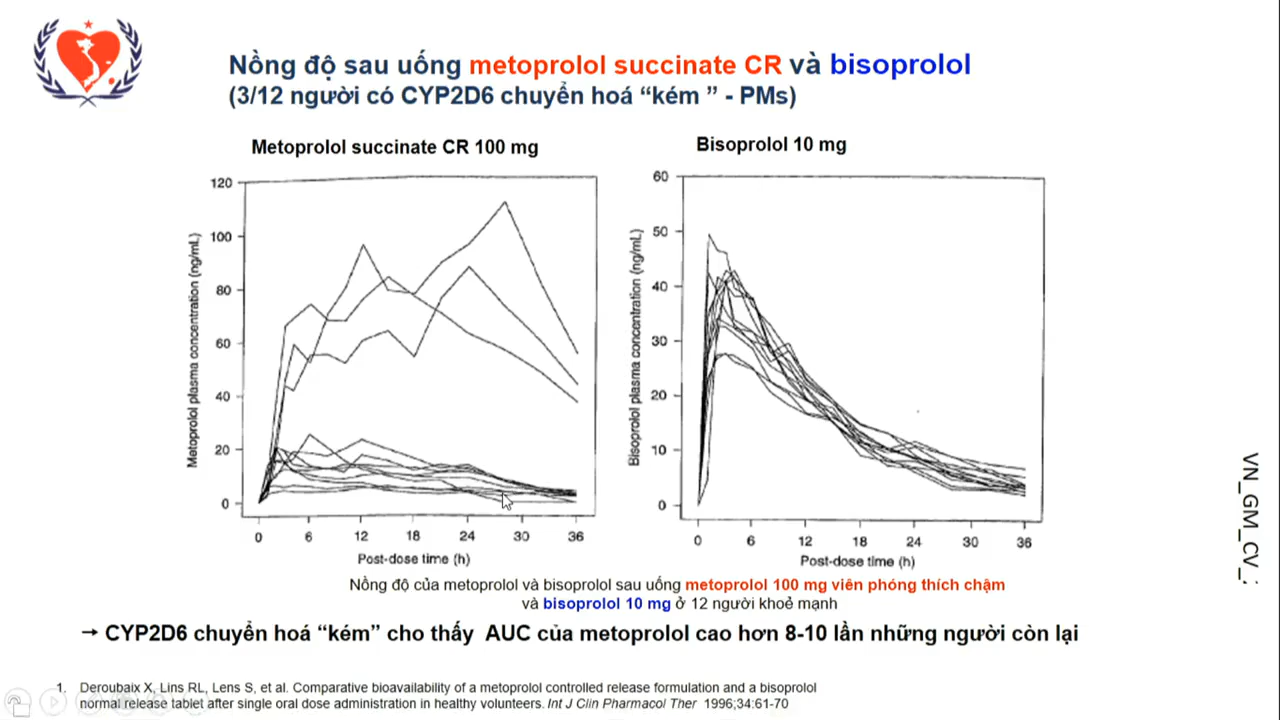 Nồng độ sau uống metoprolol succinate CR và bisoprolol
(3/12 người có CYP2D6 chuyển hoá “kém ” - PMs)
Metoprolol succinate CR 100 mg
Metoprolol plasma concentration (ng/mL)
120
100
80
60
40
20
0
0 6 12 18 24 30 36
Post-dose time (h)
Bisoprolol 10 mg
Bisoprolol plasma concentration (ng/mL)
60
50
40
30
20
10
0
0 6 12 18 24 30 36
Post-dose time (h)
Nồng độ của metoprolol và bisoprolol sau uống metoprolol 100 mg viên phóng thích chậm
và bisoprolol 10 mg ở 12 người khoẻ mạnh
→ CYP2D6 chuyển hoá “kém” cho thấy AUC của metoprolol cao hơn 8-10 lần những người còn lại
1. Deroubaix X, Lins RL, Lens S, et al. Comparative bioavailability of a metoprolol controlled release formulation and a bisoprolol
normal release tablet after single oral dose administration in healthy volunteers. Int J Clin Pharmacol Ther 1996;34:61-70
VN_GM_CV_